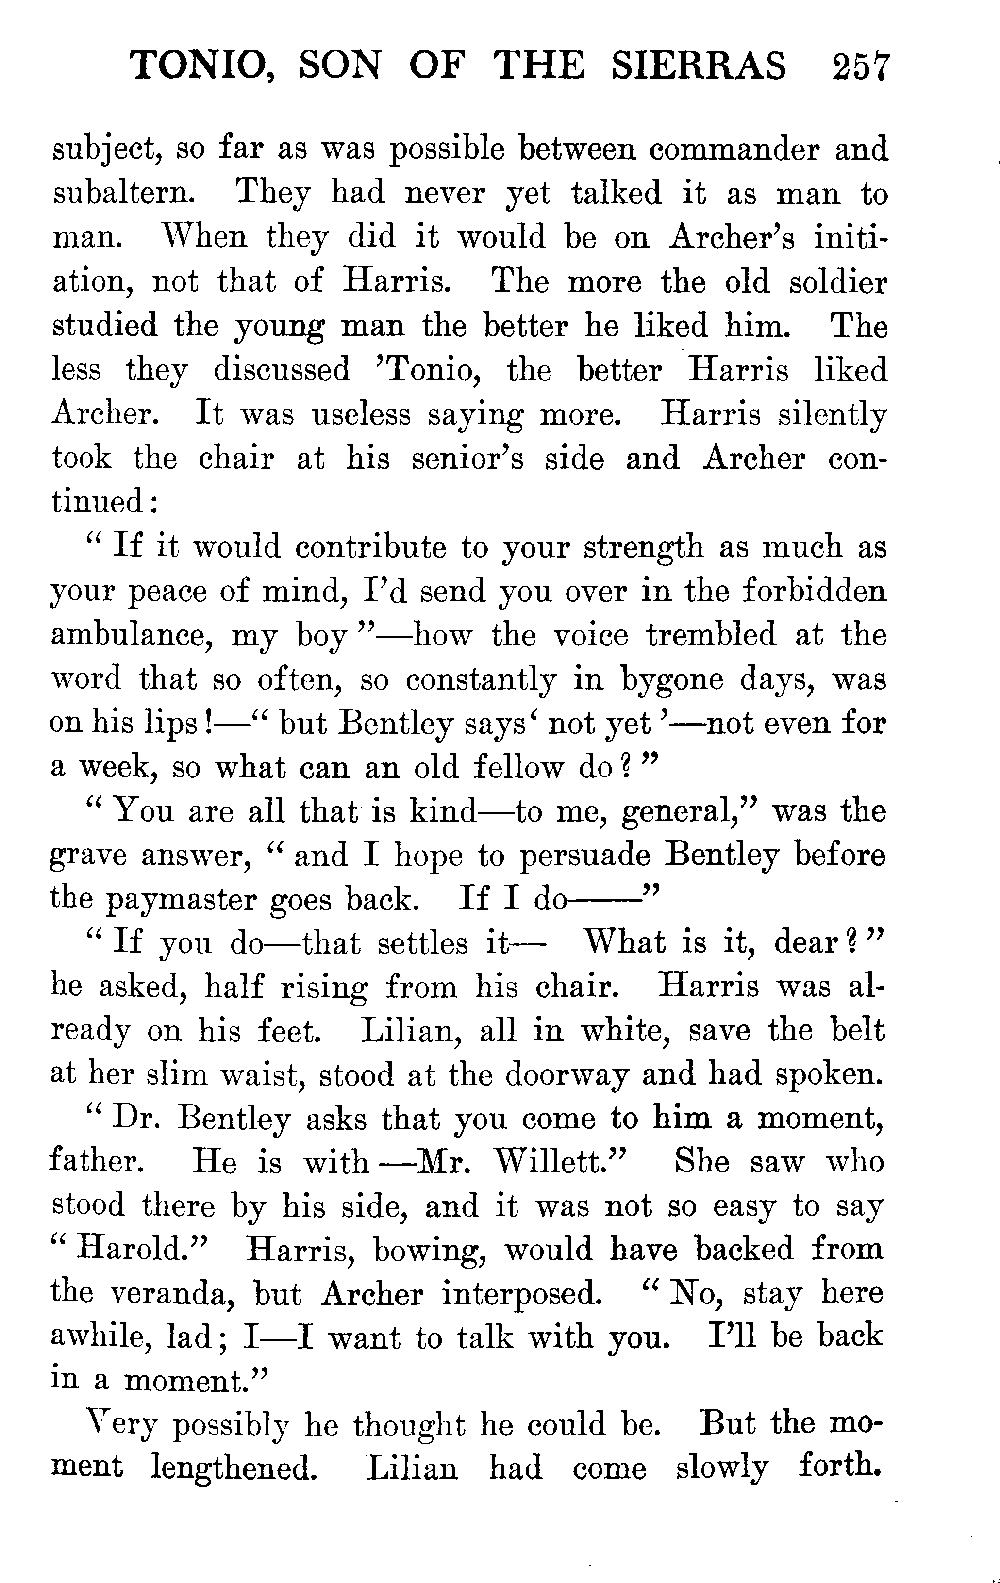 TONIO, SON OF THE SIERRAS 257
subject, so far as was possible between commander and
subaltern. They had never yet talked it as man to
man. When they did it would be on Archer's initi-
ation, not that of Harris. The more the old soldier
studied the young man the better he liked him. The
less they discussed 'Tonio, the better Harris liked
Archer. It was useless saying more. Harris silently
took the chair at his senior's side and Archer con-
tinued:
" If it would contribute to your strength as much as
your peace of mind, I'd send you over in the forbidden
ambulance, my boy "—how the voice trembled at the
word that so often, so constantly in bygone days, was
on his lips!—" but Bentley says ' not yet '—not even for
a week, so what can an old fellow do? "
" You are all that is kind—to me, general," was the
grave answer, " and I hope to persuade Bentley before
the paymaster goes back. If I do——"
" If you do—that settles it— What is it, dear? "
he asked, half rising from his chair. Harris was al-
ready on his feet. Lilian, all in white, save the belt
at her slim waist, stood at the doorway and had spoken.
" Dr. Bentley asks that you come to him a moment,
father. He is with —Mr. Willett." She saw who
stood there by his side, and it was not so easy to say
" Harold." Harris, bowing, would have backed from
the veranda, but Archer interposed. " No, stay here
awhile, lad; I—I want to talk with you. I'll be back
in a moment."
Very possibly he thought he could be. But the mo-
ment lengthened. Lilian had come slowly forth.